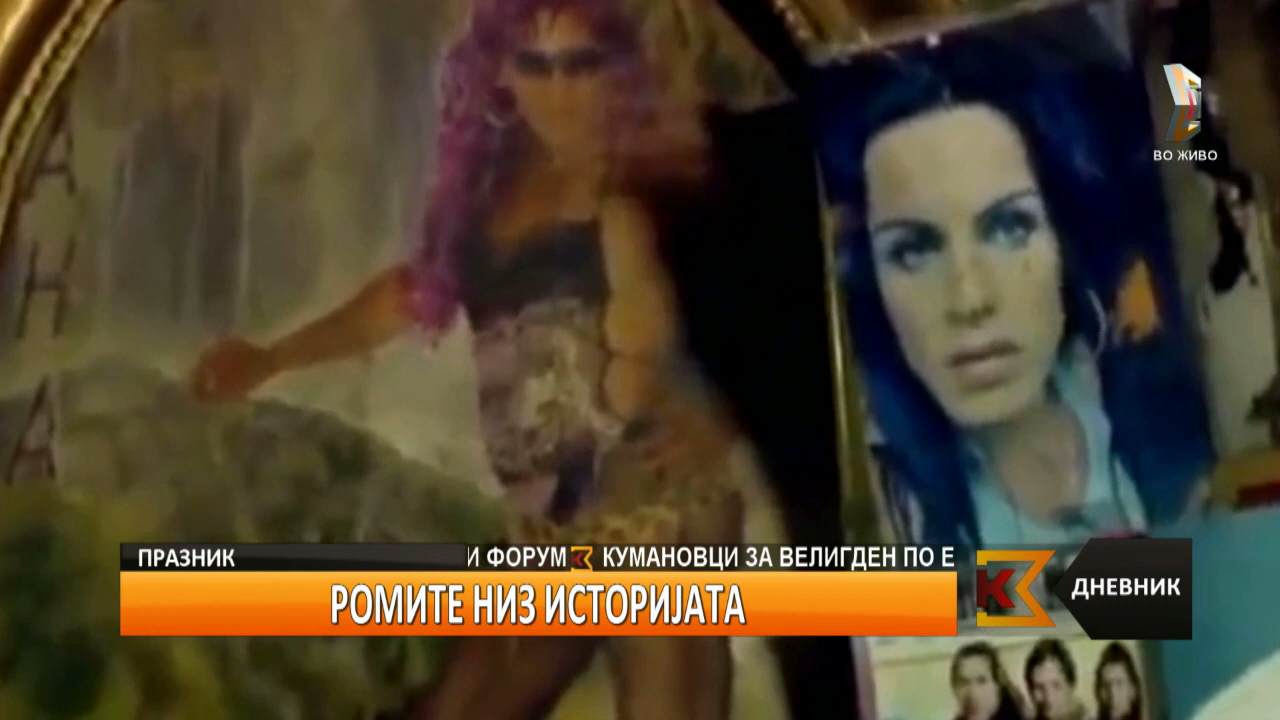 ВО ЖИВО
ПРАЗНИК
И ФОРУМ КУМАНОВЦИ ЗА ВЕЛИГДЕН ПО Е
РОМИТЕ НИЗ ИСТОРИЈАТА
ДНЕВНИК
А
Н
А